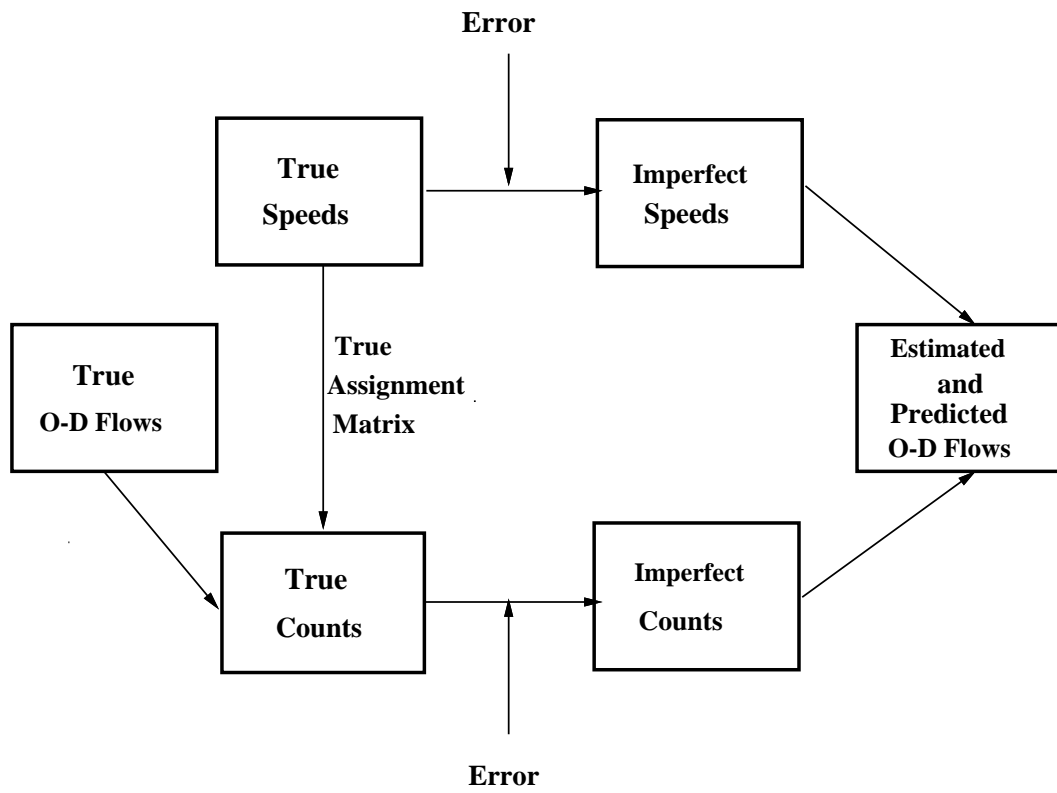 Error
True
Speeds
Imperfect
Speeds
True
O-D Flows
True
Assignment
Matrix
Estimated
and
Predicted
O-D Flows
True
Counts
Imperfect
Counts
Error